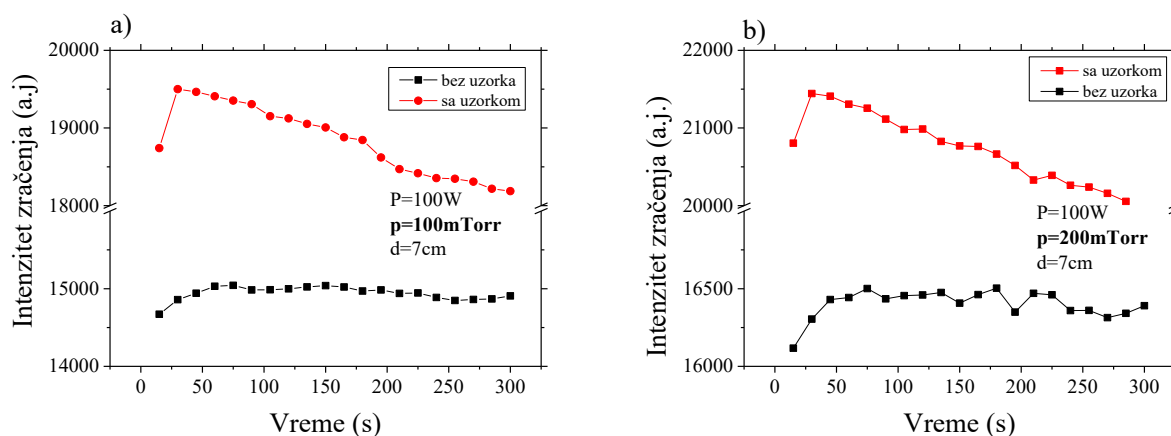 a)
Intenzitet zračenja (a.j)
20000
19000
18000
15000
14000
bez uzorka
sa uzorkom
P=100W
p=100mTorr
d=7cm
0 50 100 150 200 250 300
Vreme (s)
b)
Intenzitet zračenja (a.j.)
22000
21000
20000
16500
16000
sa uzorkom
bez uzorka
P=100W
p=200mTorr
d=7cm
0 50 100 150 200 250 300
Vreme (s)